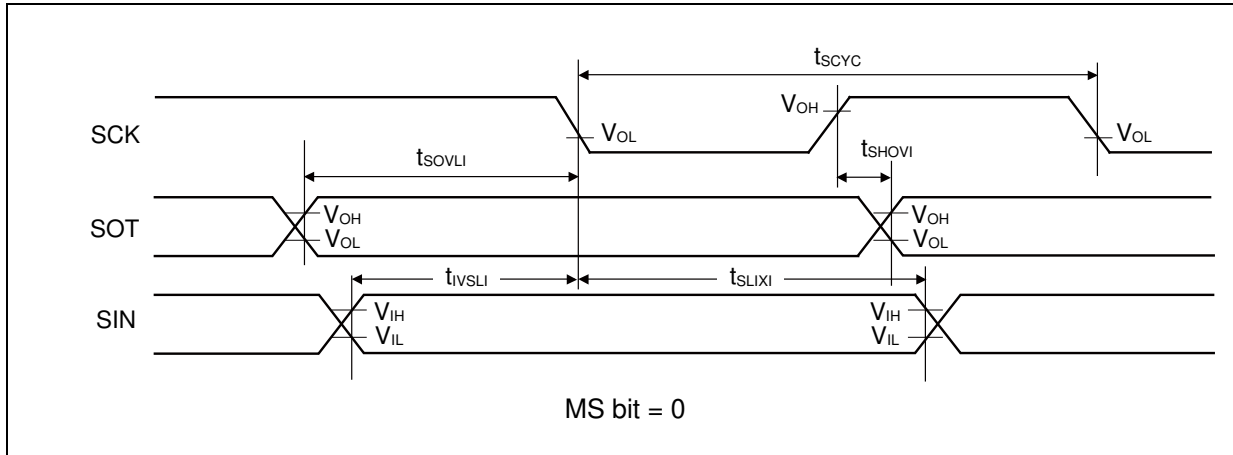 tSCYC
VOH
SCK
VOL
VOL
tSOVLI
tSHOVI
VOH
VOH
SOT
VOL
VOL
tIVSLI
tSLIXI
VIH
VIH
SIN
VIL
VIL
MS bit = 0